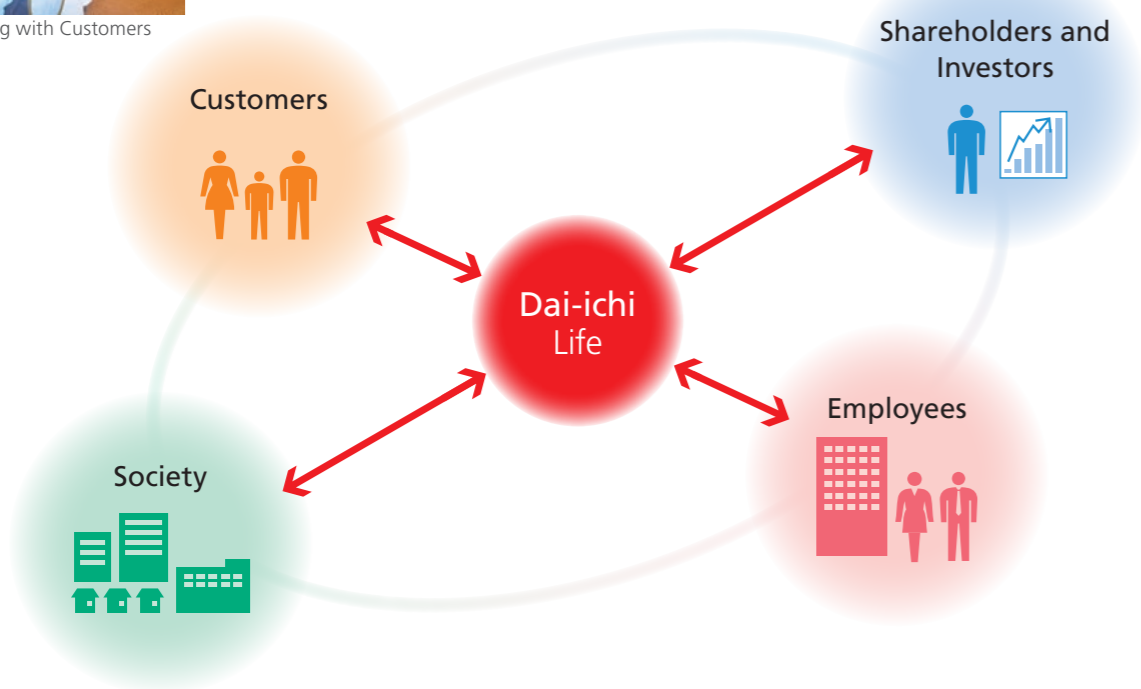 with Customers
Shareholders and
Investors
Customers
Dai-ichi
Life
Employees
Society